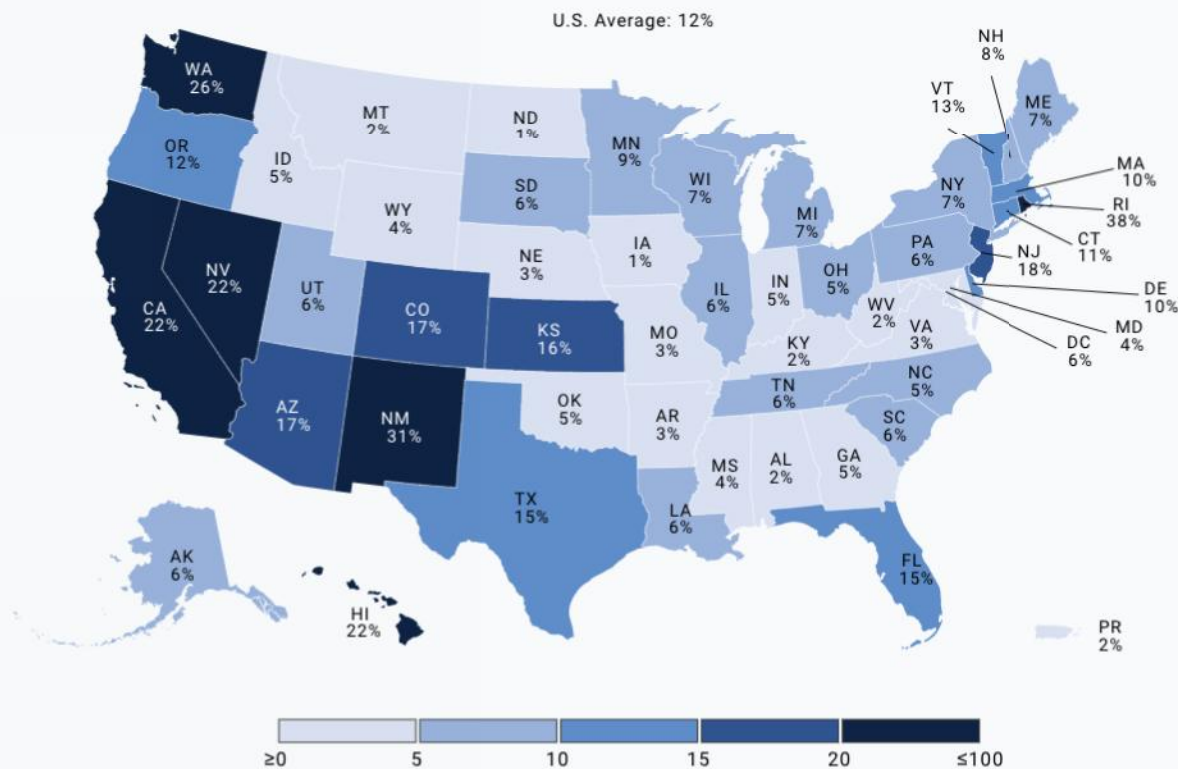 U.S. Average: 12%
NH
8%
WA
26%
VT
13%
ME
7%
MT
2%
ND
1%
OR
12%
MN
9%
ID
5%
MA
10%
SD
6%
WI
7%
NY
7%
RI
38%
WY
4%
MI
7%
CT
11%
PA
6%
NJ
18%
IA
1%
NE
3%
NV
22%
UT
6%
OH
5%
IN
5%
IL
6%
DE
10%
CA
22%
CO
17%
WV
2%
MD
4%
KS
16%
VA
3%
DC
6%
MO
3%
KY
2%
NC
5%
TN
6%
OK
5%
AZ
17%
NM
31%
AR
3%
SC
6%
MS
4%
AL
2%
GA
5%
TX
15%
LA
6%
AK
6%
FL
15%
HI
22%
PR
2%
≥0 5 10 15 20 ≤100